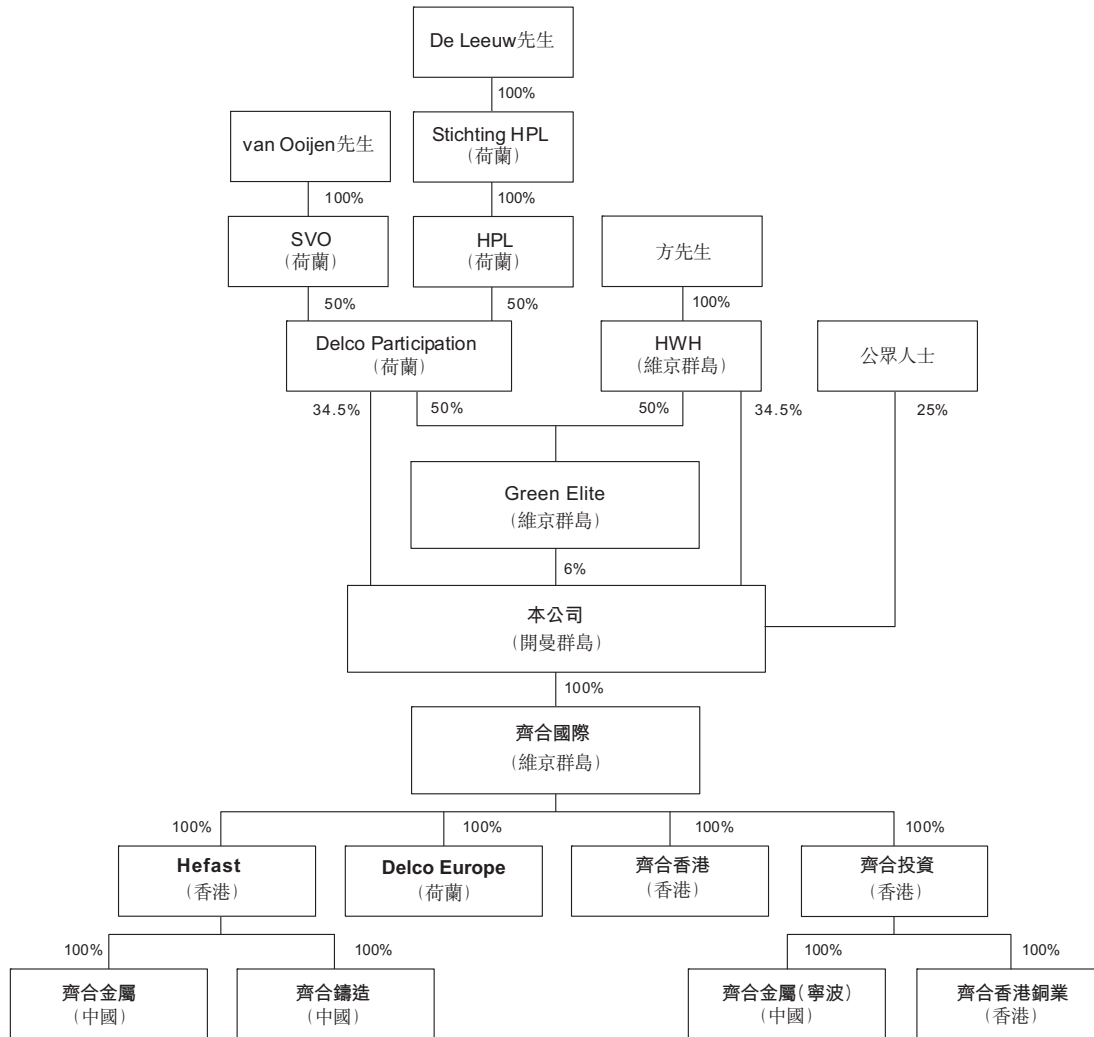 De Leeuw先生
100%
van Ooijen先生
Stichting HPL
(荷蘭)
100%
100%
SVO
(荷蘭)
HPL
(荷蘭)
方先生
50%
50%
100%
Delco Participation
(荷蘭)
HWH
(維京群島)
公眾人士
34.5%
50%
50%
34.5%
25%
Green Elite
(維京群島)
6%
本公司
(開曼群島)
100%
齊合國際
(維京群島)
100%
100%
100%
100%
Hefast
(香港)
Delco Europe
(荷蘭)
齊合香港
(香港)
齊合投資
(香港)
100%
100%
100%
100%
齊合金屬
(中國)
齊合鑄造
(中國)
齊合金屬(寧波)
(中國)
齊合香港銅業
(香港)